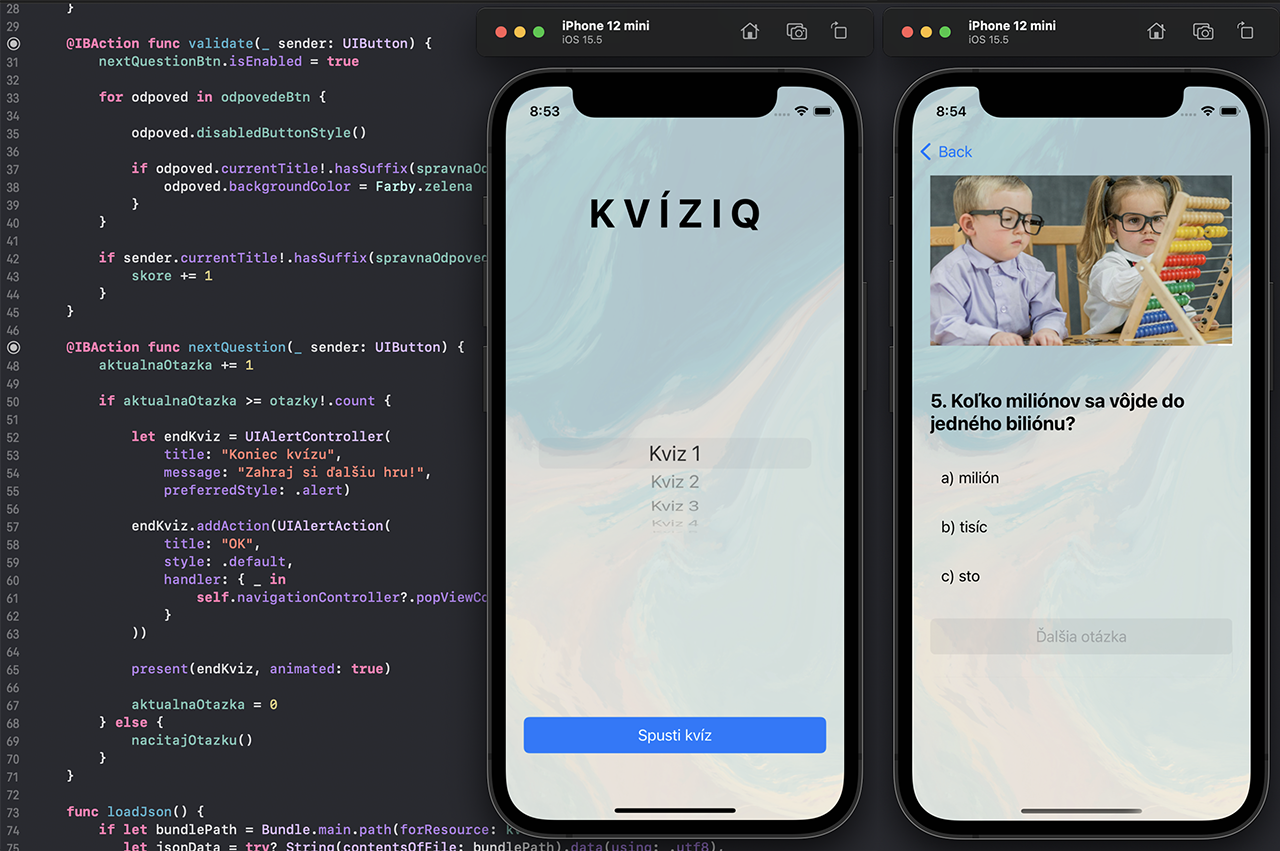 28 }
29
@IBAction func validate(_ sender: UIButton) {
31 nextQuestionBtn.isEnabled = true
32
33 for odpoved in odpovedeBtn {
34
35 odpoved.disabledButtonStyle()
36
37 if odpoved.currentTitle!.hasSuffix(spravnaOd
38 odpoved.backgroundColor = Farby.zelena
39 }
40 }
41
42 if sender.currentTitle!.hasSuffix(spravnaOdpoved
43 skore += 1
44 }
45 }
46
@IBAction func nextQuestion(_ sender: UIButton) {
48 aktualnaOtazka += 1
49
50 if aktualnaOtazka >= otazky!.count {
51
52 let endKviz = UIAlertController(
53 title: "Koniec kvízu",
54 message: "Zahraj si ďalšiu hru!",
55 preferredStyle: .alert)
56
57 endKviz.addAction(UIAlertAction(
58 title: "OK",
59 style: .default,
60 handler: { _ in
61 self.navigationController?.popViewCo
62 }
63 ))
64
65 present(endKviz, animated: true)
66
67 aktualnaOtazka = 0
68 } else {
69 nacitajOtazku()
70 }
71 }
72
73 func loadJson() {
74 if let bundlePath = Bundle.main.path(forResource: k
75 let jsonData = try? String(contentsOfFile: bundlePath).data(using: .utf8),
iPhone 12 mini
iOS 15.5
8:53
KVÍZIQ
Kviz 1
Kviz 2
Kviz 3
Kviz 4
Spusti kvíz
iPhone 12 mini
iOS 15.5
8:54
Back
5. Koľko miliónov sa vôjde do
jedného biliónu?
a) milión
b) tisíc
c) sto
Ďalšia otázka